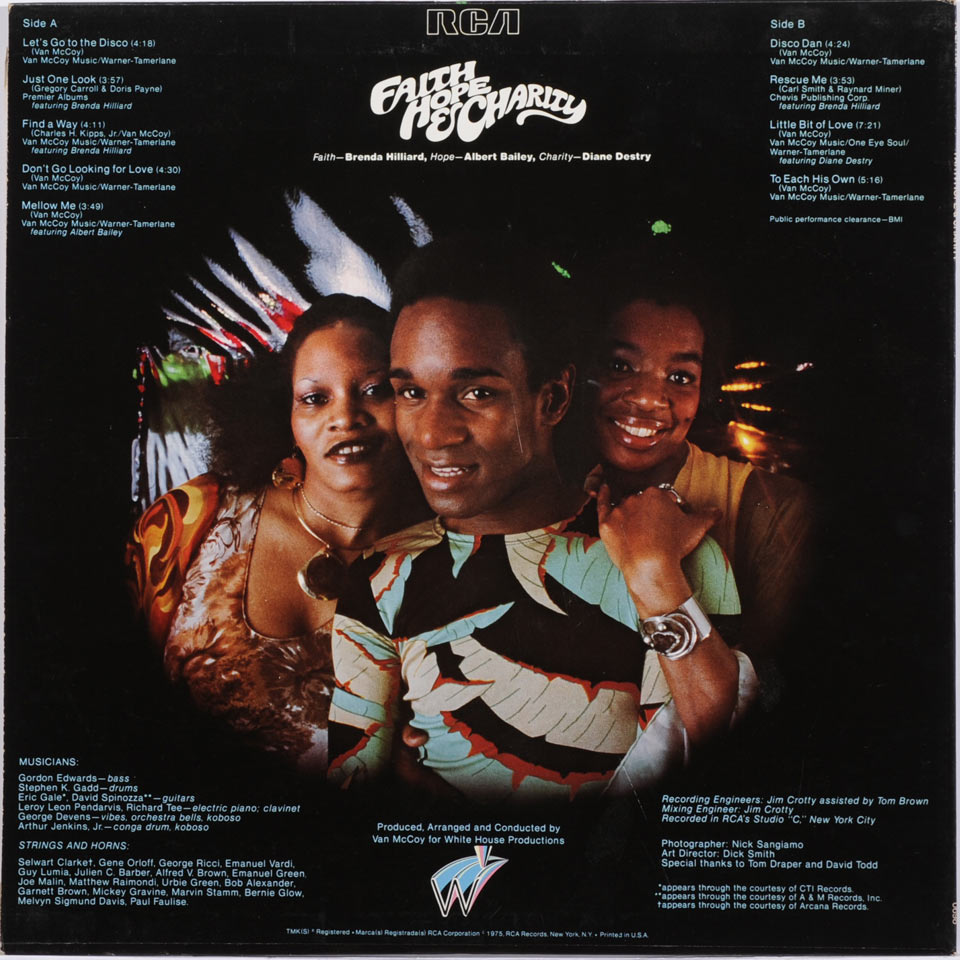 RCA
Side A
Let's Go to the Disco (4:18)
(Van McCoy)
Van McCoy Music/Warner-Tamerlane
Just One Look (3:57)
(Gregory Carroll & Doris Payne)
Premier Albums
featuring Brenda Hilliard
Find a Way (4:11)
(Charles H. Kipps, Jr./Van McCoy)
Van McCoy Music/Warner-Tamerlane
featuring Brenda Hilliard
Don't Go Looking for Love (4:30)
(Van McCoy)
Van McCoy Music/Warner-Tamerlane
Mellow Me (3:49)
(Van McCoy)
Van McCoy Music/Warner-Tamerlane
featuring Albert Bailey
FAITH
HOPE
& CHARITY
Faith—Brenda Hilliard, Hope—Albert Bailey, Charity—Diane Destry
Side B
Disco Dan (4:24)
(Van McCoy)
Van McCoy Music/Warner-Tamerlane
Rescue Me (3:53)
(Carl Smith & Raynard Miner)
Chevis Publishing Corp.
featuring Brenda Hilliard
Little Bit of Love (7:21)
(Van McCoy)
Van McCoy Music/One Eye Soul/
Warner-Tamerlane
featuring Diane Destry
To Each His Own (5:16)
(Van McCoy)
Van McCoy Music/Warner-Tamerlane
Public performance clearance—BMI
MUSICIANS:
Gordon Edwards—bass
Stephen K. Gadd—drums
Eric Gale*, David Spinozza**—guitars
Leroy Leon Pendarvis, Richard Tee—electric piano; clavinet
George Devens—vibes, orchestra bells, koboso
Arthur Jenkins, Jr.—conga drum, koboso
STRINGS AND HORNS:
Selwart Clarke†, Gene Orloff, George Ricci, Emanuel Vardi,
Guy Lumia, Julien C. Barber, Alfred V. Brown, Emanuel Green,
Joe Malin, Matthew Raimondi, Urbie Green, Bob Alexander,
Garnett Brown, Mickey Gravine, Marvin Stamm, Bernie Glow,
Melvyn Sigmund Davis, Paul Faulise.
Produced, Arranged and Conducted by
Van McCoy for White House Productions
W
Recording Engineers: Jim Crotty assisted by Tom Brown
Mixing Engineer: Jim Crotty
Recorded in RCA's Studio "C," New York City
Photographer: Nick Sangiamo
Art Director: Dick Smith
Special thanks to Tom Draper and David Todd
*appears through the courtesy of CTI Records.
**appears through the courtesy of A & M Records, Inc.
†appears through the courtesy of Arcana Records.
TMK(S) ® Registered • Marca(s) Registrada(s) RCA Corporation © 1975, RCA Records, New York, N.Y. • Printed in U.S.A.